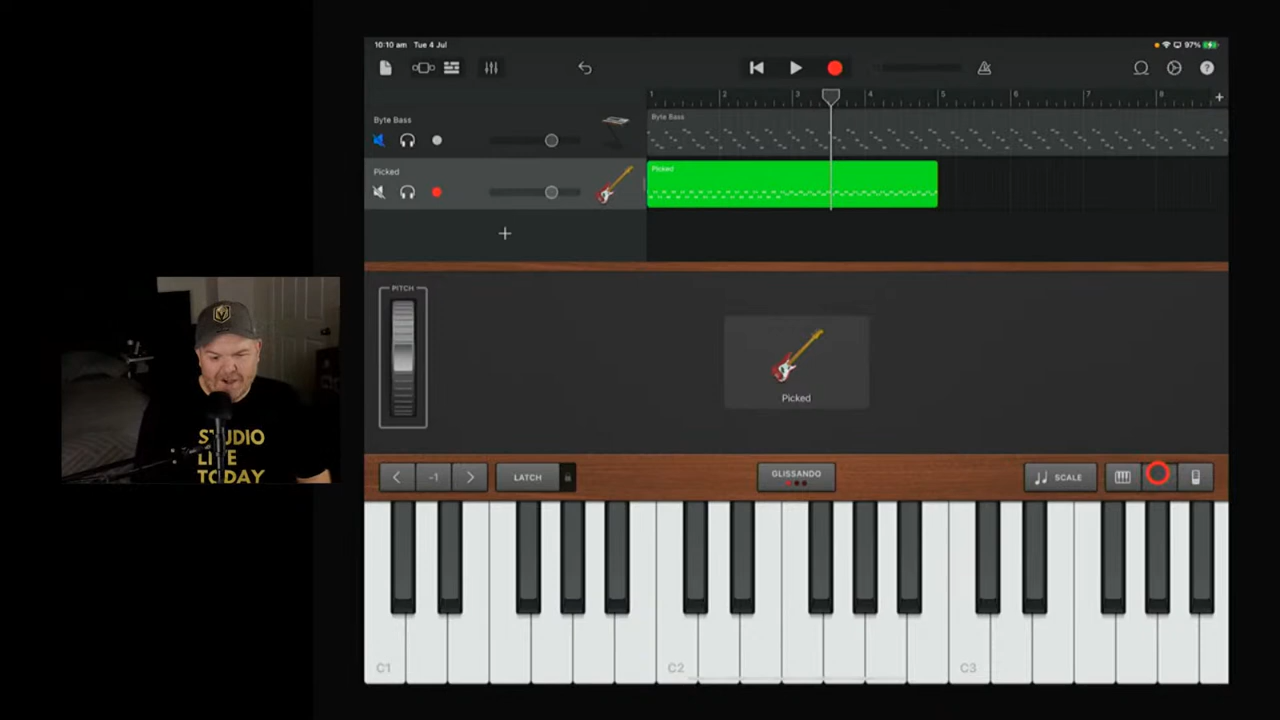 10:10 am Tue 4 Jul
97%
?
1 2 3 4 5 6 7 8 +
Byte Bass
Byte Bass
Picked
Picked
+
PITCH
Picked
-1
LATCH
GLISSANDO
SCALE
C1 C2 C3
STUDIO
LIVE
TODAY